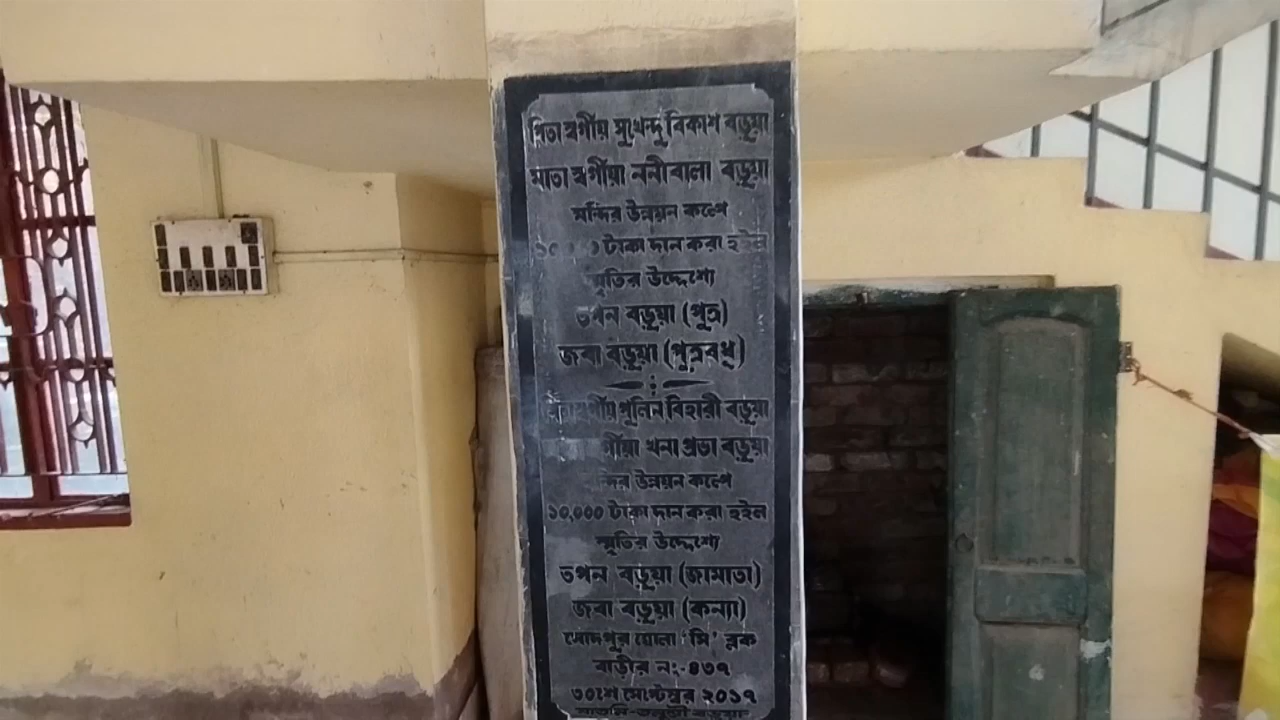 পিতা স্বর্গীয় সুখেন্দু বিকাশ বড়ুয়া
মাতা স্বর্গীয়া ননীবালা বড়ুয়া
মন্দির উন্নয়ন কল্পে
টাকা দান করা হইল
স্মৃতির উদ্দেশ্যে
তপন বড়ুয়া (পুত্র)
জবা বড়ুয়া (পুত্রবধু)
স্বর্গীয় পুলিন বিহারী বড়ুয়া
খনা প্রভা বড়ুয়া
উন্নয়ন কল্পে
১০,০০০ টাকা দান করা হইল
স্মৃতির উদ্দেশ্যে
তপন বড়ুয়া (জামাতা)
জবা বড়ুয়া (কন্যা)
সোদপুর ঘোলা 'সি' ব্লক
বাড়ীর ন:-৪৩৭
৩০শে সেপ্টেম্বর ২০১৭